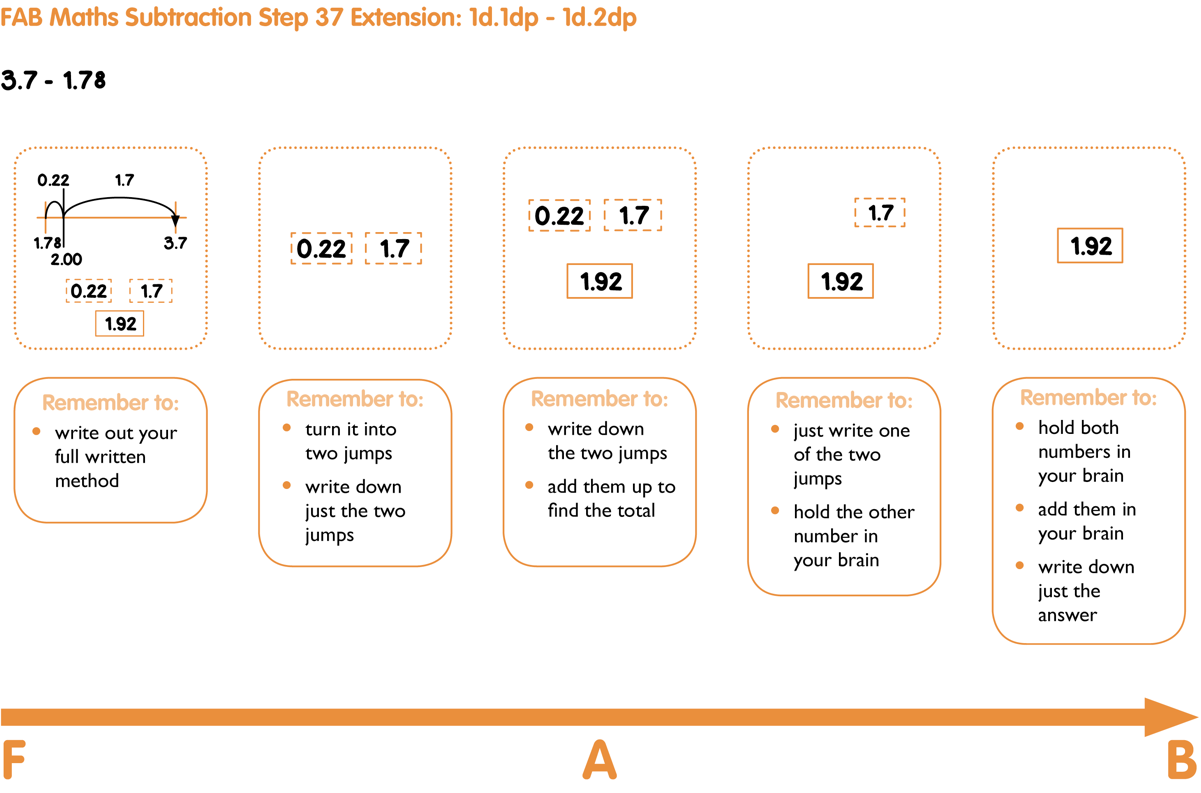 FAB Maths Subtraction Step 37 Extension: 1d.1dp - 1d.2dp
3.7 - 1.78
0.22 1.7
1.78 3.7
2.00
0.22 1.7
1.92
0.22 1.7
0.22 1.7
1.92
1.7
1.92
1.92
Remember to:
• write out your
full written
method
Remember to:
• turn it into
two jumps
• write down
just the two
jumps
Remember to:
• write down
the two jumps
• add them up to
find the total
Remember to:
• just write one
of the two
jumps
• hold the other
number in
your brain
Remember to:
• hold both
numbers in
your brain
• add them in
your brain
• write down
just the
answer
F A B